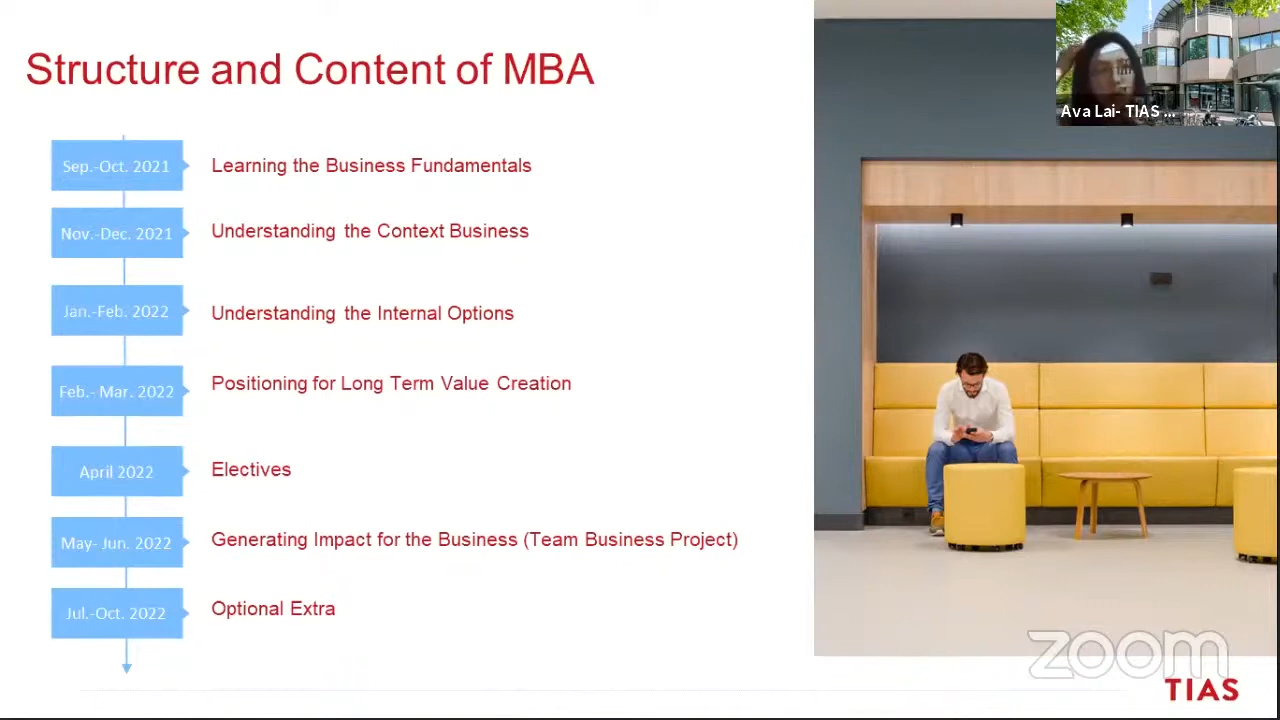 Structure and Content of MBA
Ava Lai- TIAS ...
Sep.-Oct. 2021
Learning the Business Fundamentals
Nov.-Dec. 2021
Understanding the Context Business
Jan.-Feb. 2022
Understanding the Internal Options
Feb.- Mar. 2022
Positioning for Long Term Value Creation
April 2022
Electives
May- Jun. 2022
Generating Impact for the Business (Team Business Project)
Jul.-Oct. 2022
Optional Extra
zoom
TIAS